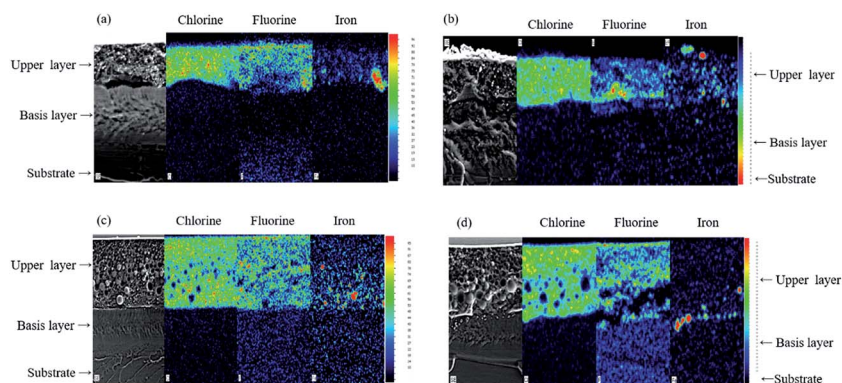 (a)
Chlorine Fluorine Iron
Upper layer
Basis layer
Substrate
(b)
Chlorine Fluorine Iron
Upper layer
Basis layer
Substrate
(c)
Chlorine Fluorine Iron
Upper layer
Basis layer
Substrate
(d)
Chlorine Fluorine Iron
Upper layer
Basis layer
Substrate